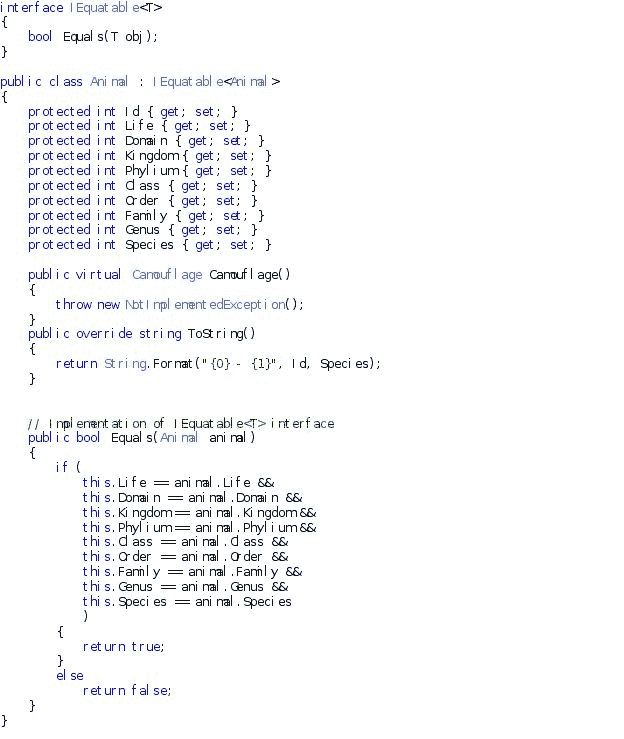 interface IEquatable<T>
{
    bool Equals(T obj);
}

public class Animal : IEquatable<Animal>
{
    protected int Id { get; set; }
    protected int Life { get; set; }
    protected int Domain { get; set; }
    protected int Kingdom { get; set; }
    protected int Phylium { get; set; }
    protected int Class { get; set; }
    protected int Order { get; set; }
    protected int Family { get; set; }
    protected int Genus { get; set; }
    protected int Species { get; set; }

    public virtual Camouflage Camouflage()
    {
        throw new NotImplementedException();
    }
    public override string ToString()
    {
        return String.Format("{0} - {1}", Id, Species);
    }


    // Implementation of IEquatable<T> interface
    public bool Equals(Animal animal)
    {
        if (
            this.Life == animal.Life &&
            this.Domain == animal.Domain &&
            this.Kingdom == animal.Kingdom &&
            this.Phylium == animal.Phylium &&
            this.Class == animal.Class &&
            this.Order == animal.Order &&
            this.Family == animal.Family &&
            this.Genus == animal.Genus &&
            this.Species == animal.Species
            )
        {
            return true;
        }
        else
            return false;
    }
}